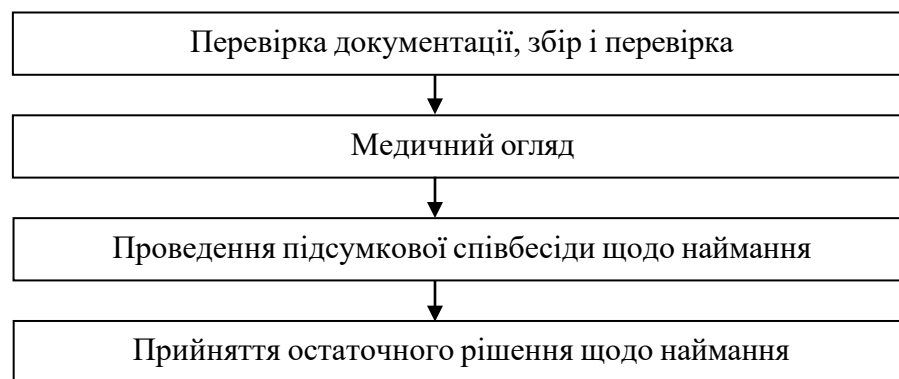 Перевірка документації, збір і перевірка
Медичний огляд
Проведення підсумкової співбесіди щодо наймання
Прийняття остаточного рішення щодо наймання